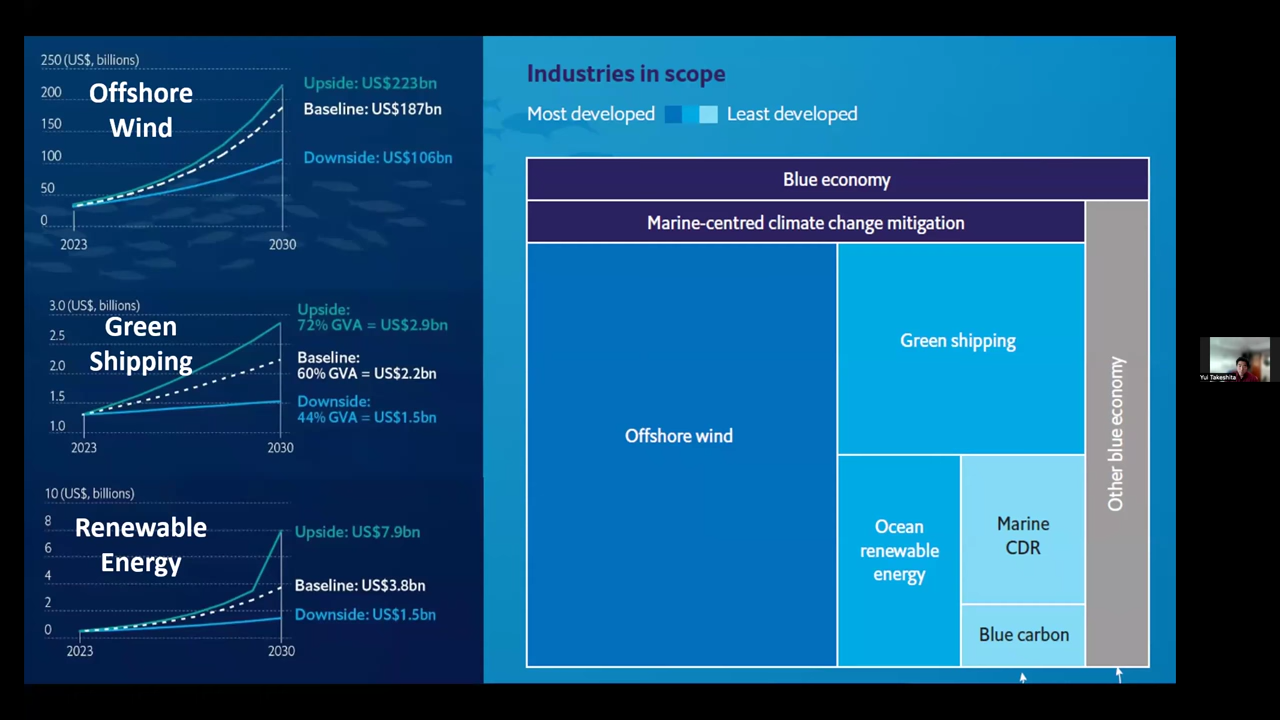 250 (US$, billions)
200
150
100
50
0
2023
2030
Offshore
Wind
Upside: US$223bn
Baseline: US$187bn
Downside: US$106bn
3.0 (US$, billions)
2.5
2.0
1.5
1.0
2023
2030
Green
Shipping
Upside:
72% GVA = US$2.9bn
Baseline:
60% GVA = US$2.2bn
Downside:
44% GVA = US$1.5bn
10 (US$, billions)
8
6
4
2
0
2023
2030
Renewable
Energy
Upside: US$7.9bn
Baseline: US$3.8bn
Downside: US$1.5bn
Industries in scope
Most developed
Least developed
Blue economy
Marine-centred climate change mitigation
Offshore wind
Green shipping
Ocean
renewable
energy
Marine
CDR
Blue carbon
Other blue economy
Yui Takeshita